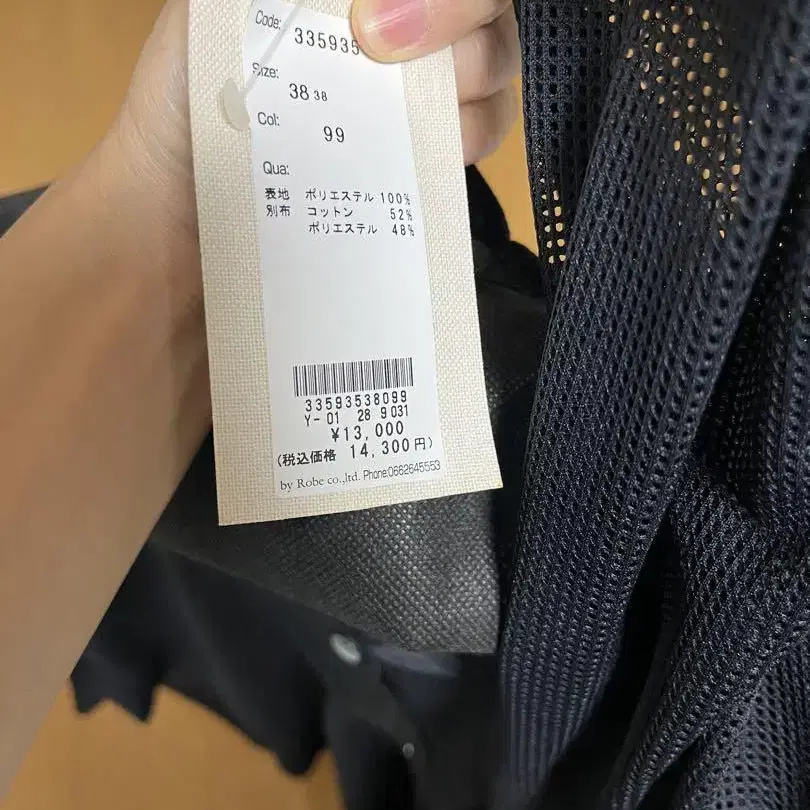 Code: 335935
Size:
38 38
Col:
99
Qua:
表地 ポリエステル 100%
別布 コットン 52%
ポリエステル 48%
33593538099
Y-01 28 9031
¥13,000
(税込価格 14,300円)
by Robe co.,ltd. Phone:0662645553